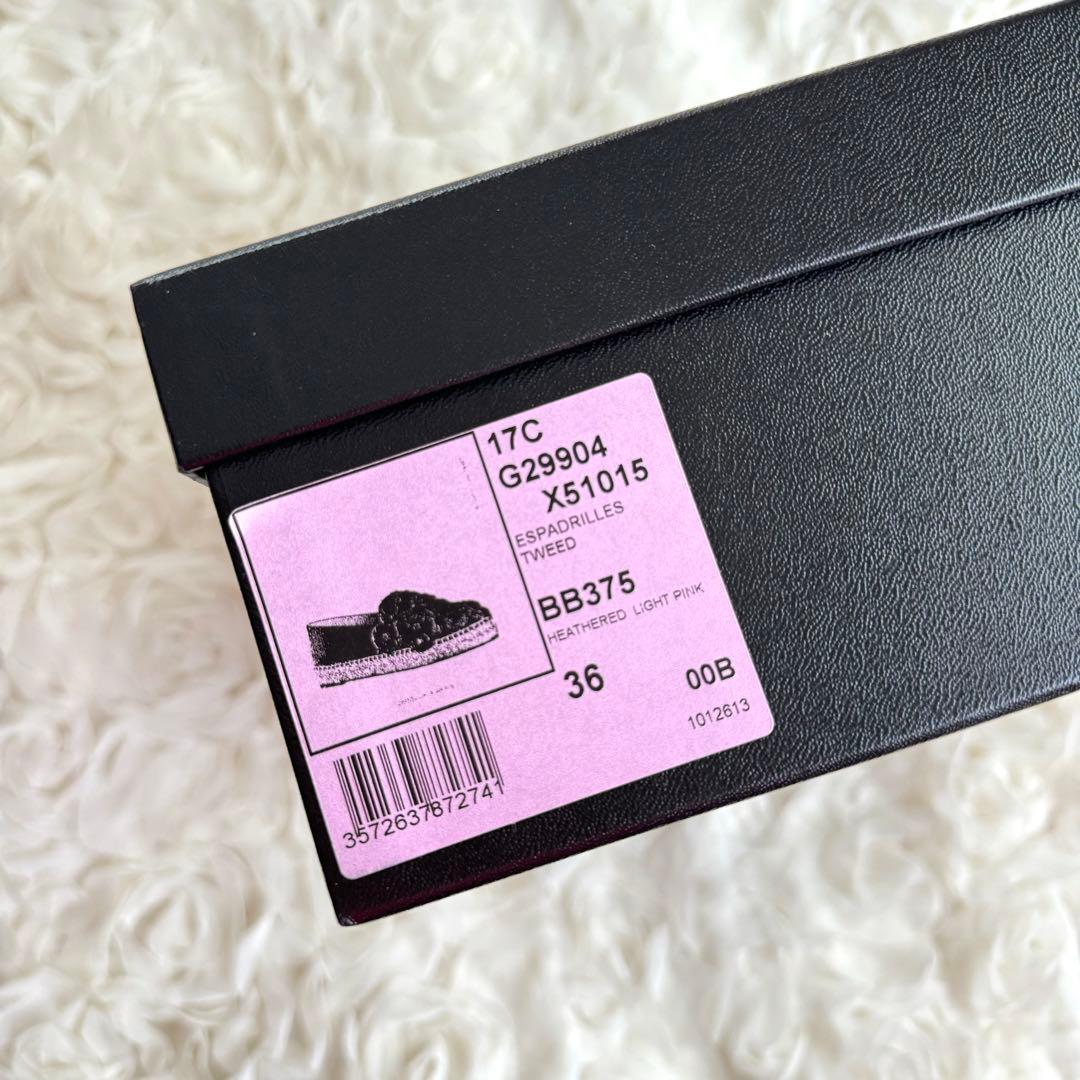 17C
G29904
X51015
ESPADRILLES
TWEED
BB375
HEATHERED LIGHT PINK
36
00B
1012613
3572637872741